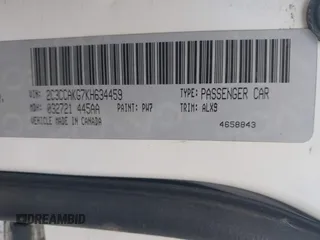 VIN: 2C3CCAKG7KH634459 TYPE: PASSENGER CAR
MDH: 032721 445AA PAINT: PW7 TRIM: ALX9
VEHICLE MADE IN CANADA
4658843
DREAMBID